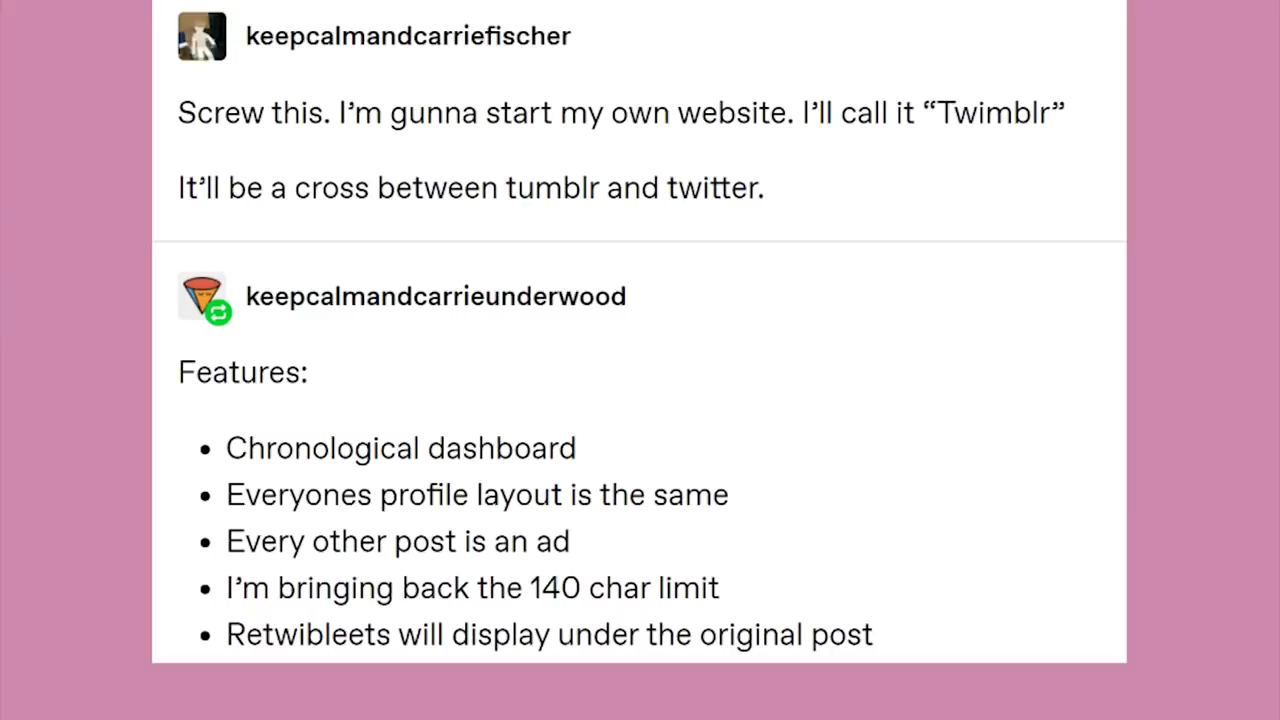 keepcalmandcarriefischer
Screw this. I’m gunna start my own website. I’ll call it “Twimblr”
It’ll be a cross between tumblr and twitter.
keepcalmandcarrieunderwood
Features:
• Chronological dashboard
• Everyones profile layout is the same
• Every other post is an ad
• I’m bringing back the 140 char limit
• Retwibleets will display under the original post